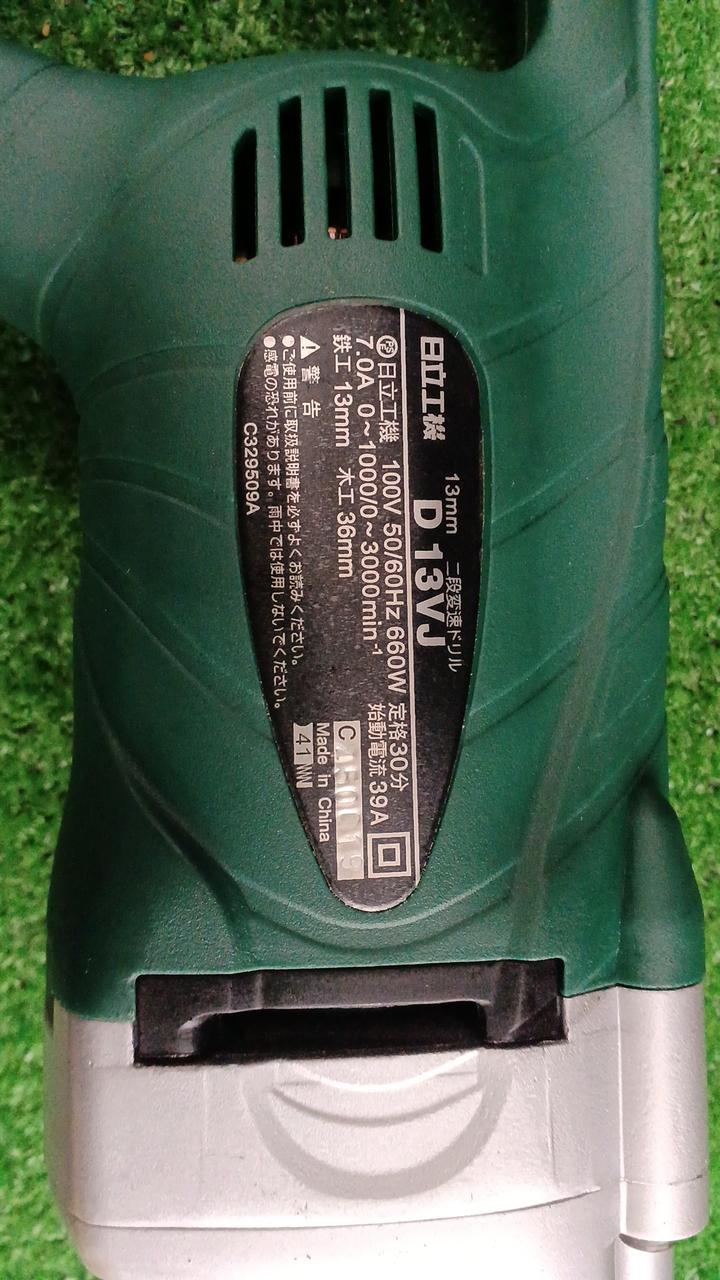 日立工機
13mm 二段変速ドリル
D 13VJ
PSE 日立工機 100V 50/60Hz 660W 定格30分
7.0A 0~1000/0~3000min⁻¹ 始動電流 39A
鉄工 13mm 木工 36mm
C 450019
警告
Made in China
●ご使用前に取扱説明書を必ずよくお読みください。
41 NN
●感電の恐れがあります。雨中では使用しないでください。
C329509A